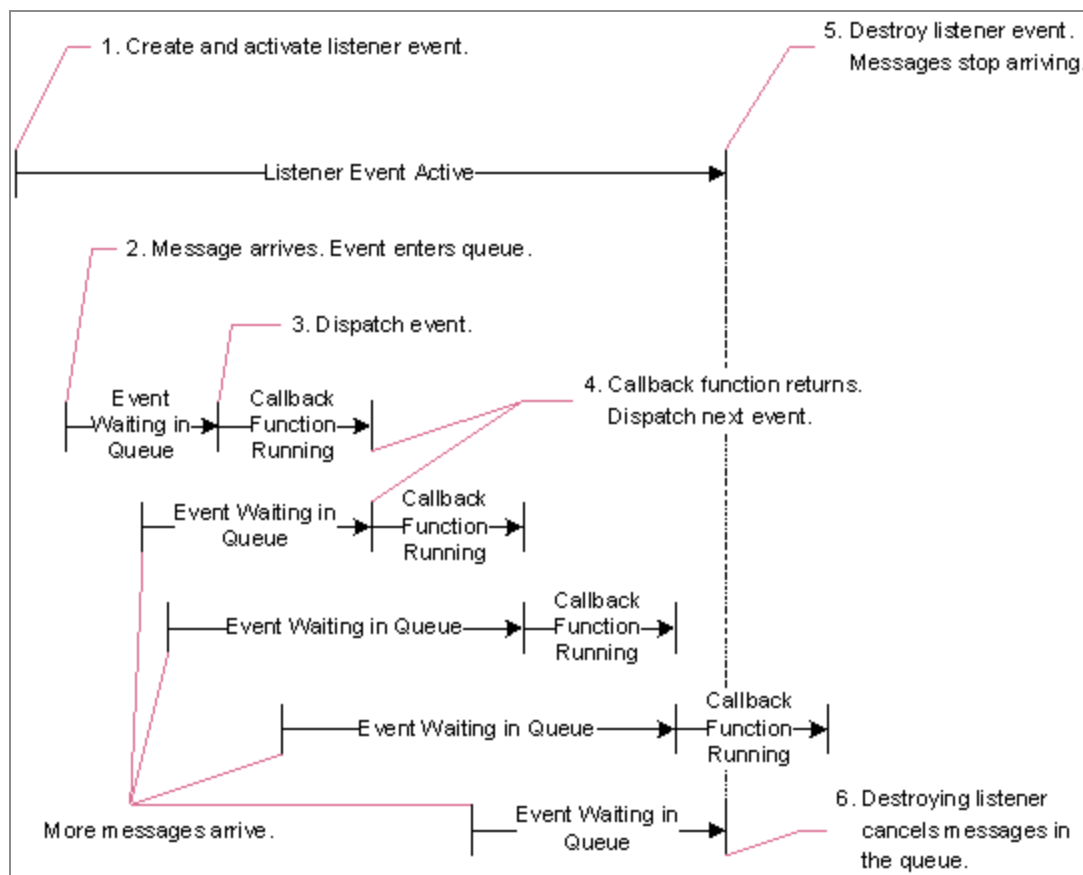 1. Create and activate listener event.
5. Destroy listener event.
Messages stop arriving.
Listener Event Active
2. Message arrives. Event enters queue.
3. Dispatch event.
4. Callback function returns.
Dispatch next event.
Event
Waiting in
Queue
Callback
Function
Running
Event Waiting in
Queue
Callback
Function
Running
Event Waiting in Queue
Callback
Function
Running
Event Waiting in Queue
Callback
Function
Running
More messages arrive.
Event Waiting in
Queue
6. Destroying listener
cancels messages in
the queue.